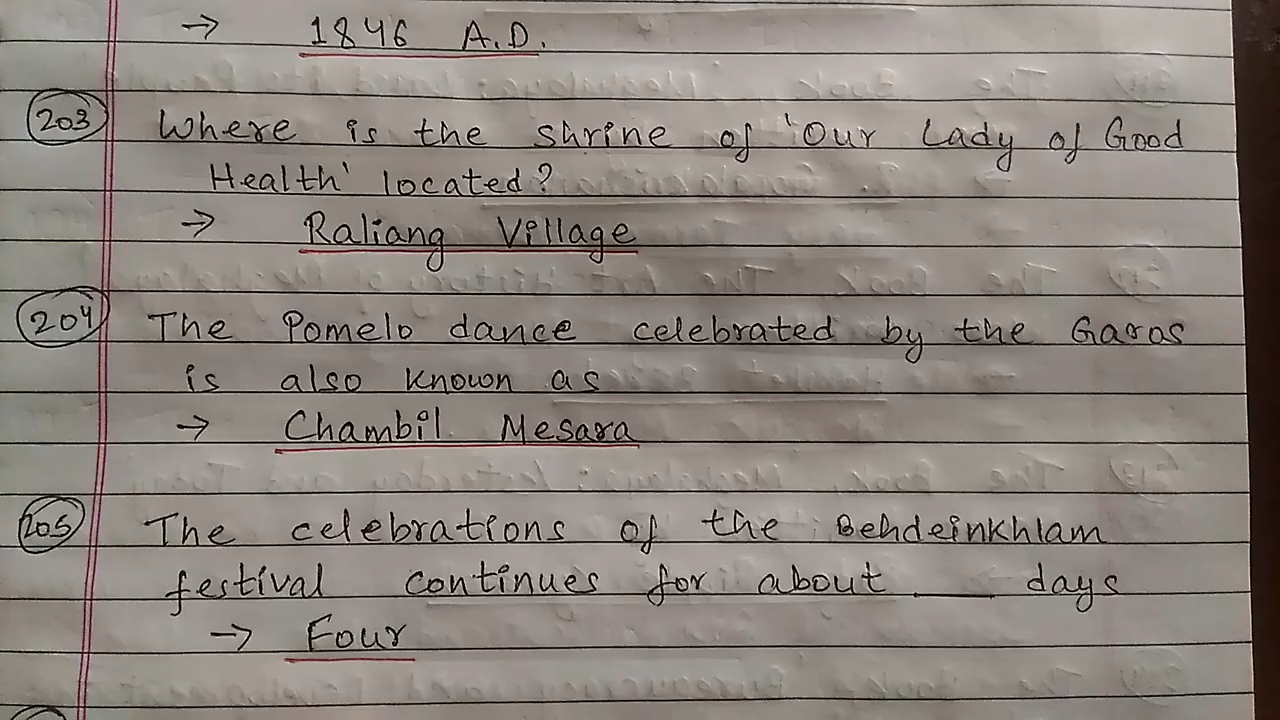 → 1846 A.D.
203 Where is the shrine of 'Our Lady of Good
Health' located?
→ Raliang Village
204 The Pomelo dance celebrated by the Garos
is also known as
→ Chambil Mesara
205 The celebrations of the Behdeinkhlam
festival continues for about ___ days
→ Four